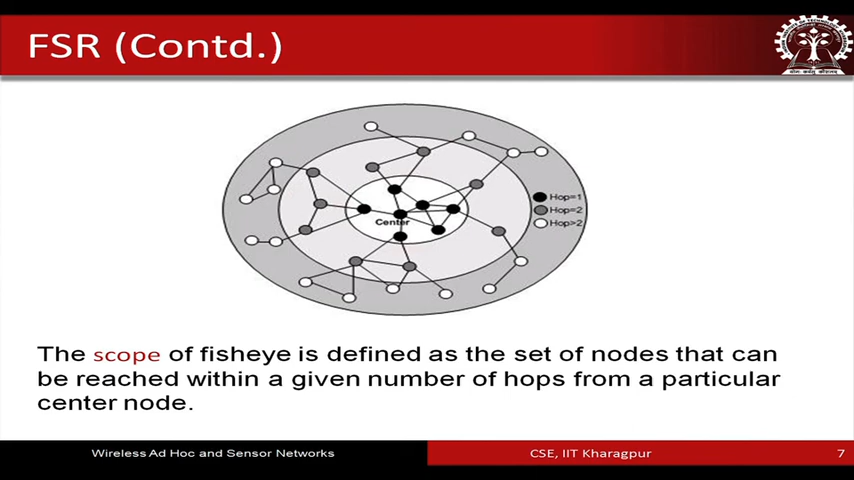 FSR (Contd.)
Hop=1
Hop=2
Hop>2
Center
The scope of fisheye is defined as the set of nodes that can
be reached within a given number of hops from a particular
center node.
Wireless Ad Hoc and Sensor Networks
CSE, IIT Kharagpur
7